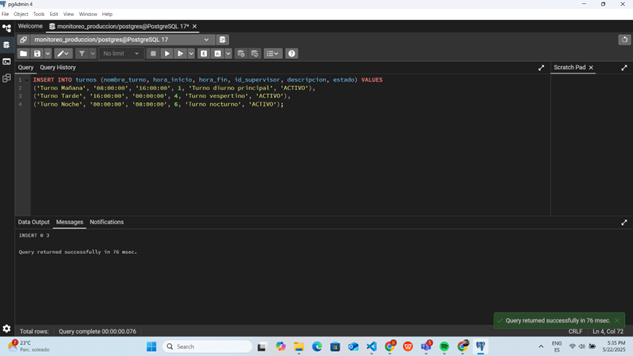 pgAdmin 4
File Object Tools Edit View Window Help
Welcome monitoreo_produccion/postgres@PostgreSQL 17* ✕
monitoreo_produccion/postgres@PostgreSQL 17
No limit
Query Query History
Scratch Pad ✕
1 INSERT INTO turnos (nombre_turno, hora_inicio, hora_fin, id_supervisor, descripcion, estado) VALUES
2 ('Turno Mañana', '08:00:00', '16:00:00', 1, 'Turno diurno principal', 'ACTIVO'),
3 ('Turno Tarde', '16:00:00', '00:00:00', 4, 'Turno vespertino', 'ACTIVO'),
4 ('Turno Noche', '00:00:00', '08:00:00', 6, 'Turno nocturno', 'ACTIVO');
Data Output Messages Notifications
INSERT 0 3
Query returned successfully in 76 msec.
Query returned successfully in 76 msec. ✕
Total rows: Query complete 00:00:00.076
CRLF Ln 4, Col 72
23°C
Parc. soleado
Search
ENG
ES
5:15 PM
5/22/2025